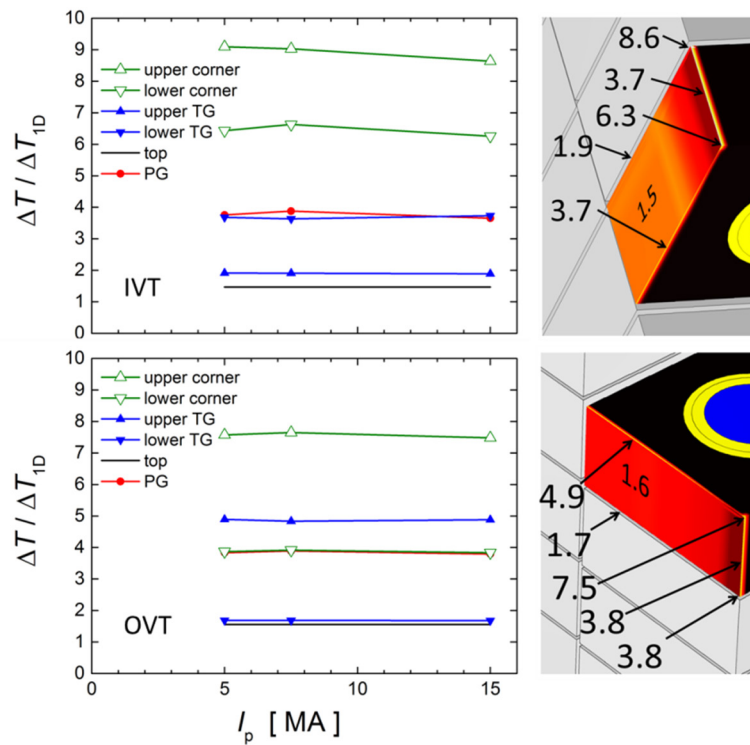 10
9
8
7
6
5
4
3
2
1
0
ΔT / ΔT1D
upper corner
lower corner
upper TG
lower TG
top
PG
IVT
8.6
3.7
6.3
1.9
1.5
3.7
10
9
8
7
6
5
4
3
2
1
0
ΔT / ΔT1D
upper corner
lower corner
upper TG
lower TG
top
PG
OVT
0 5 10 15
Ip [ MA ]
1.6
4.9
1.7
7.5
3.8
3.8